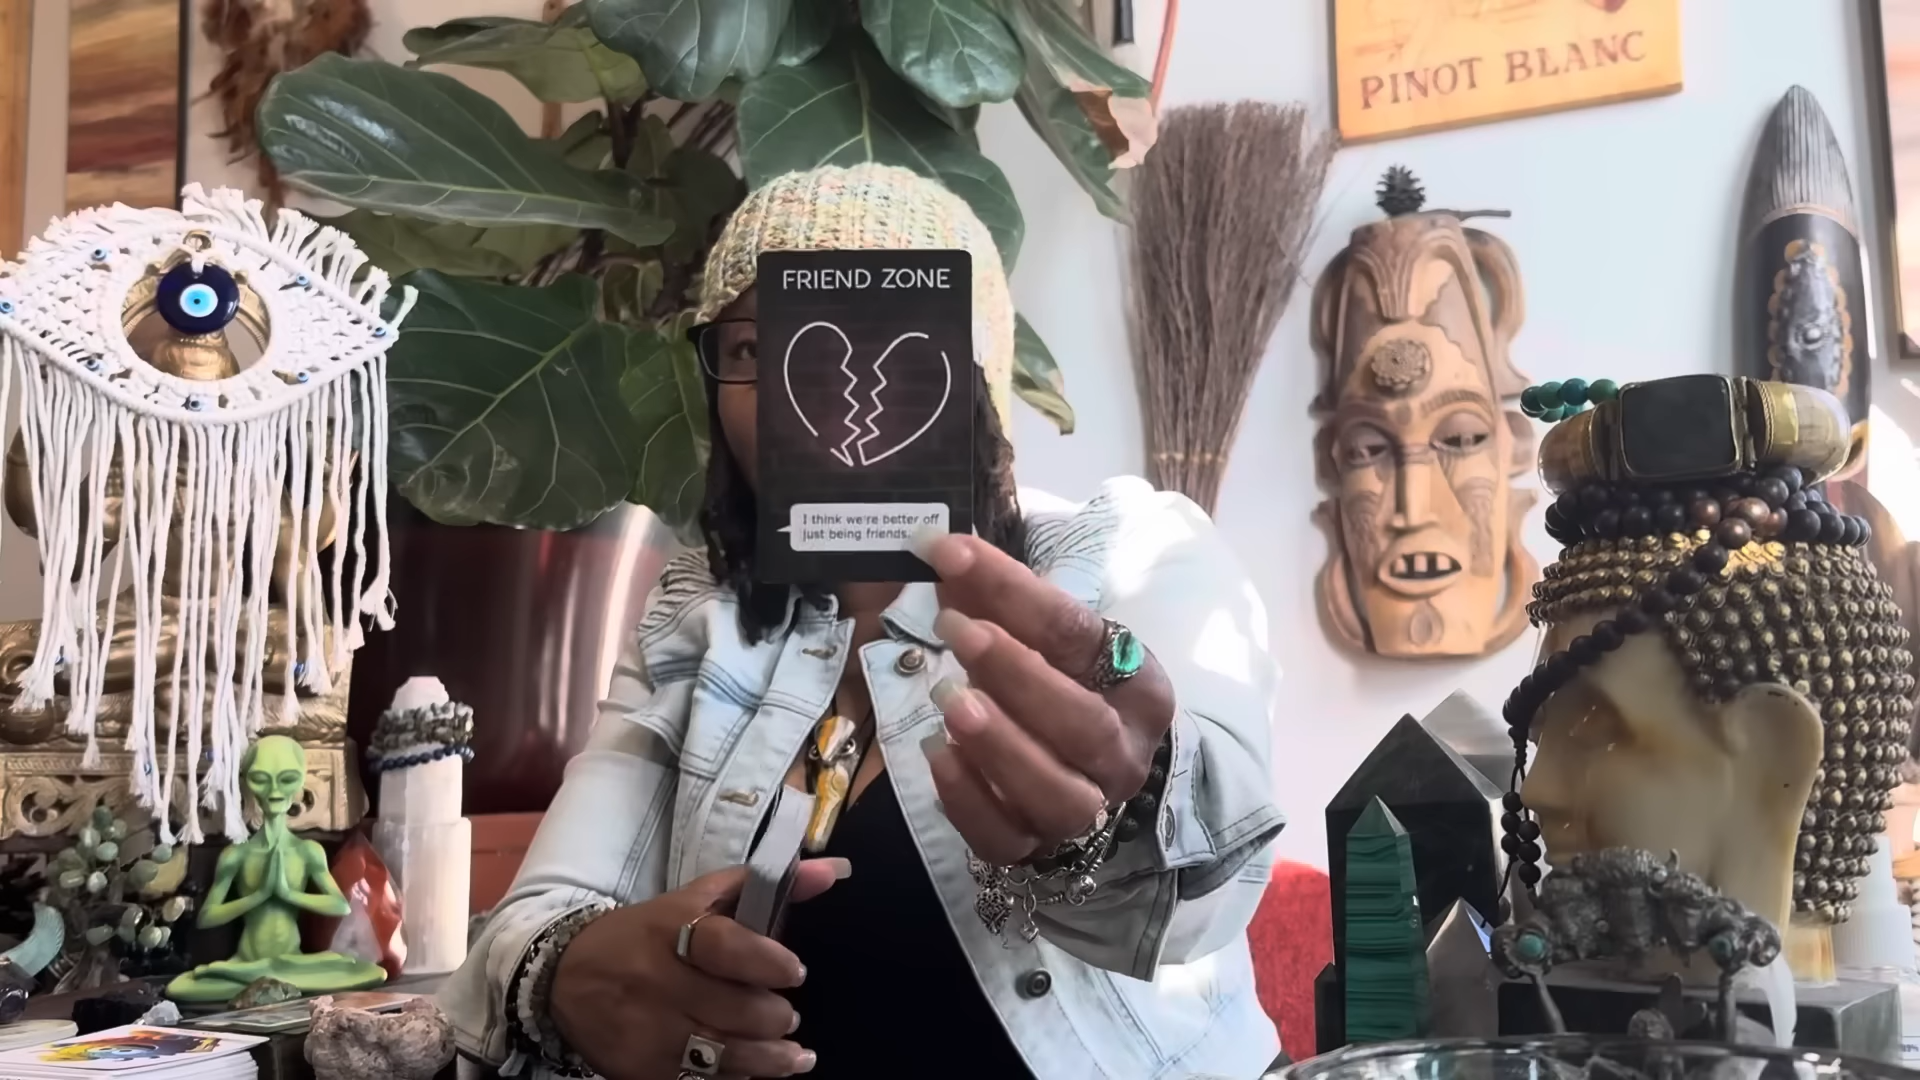 PINOT BLANC
FRIEND ZONE
I think we're better off
just being friends.